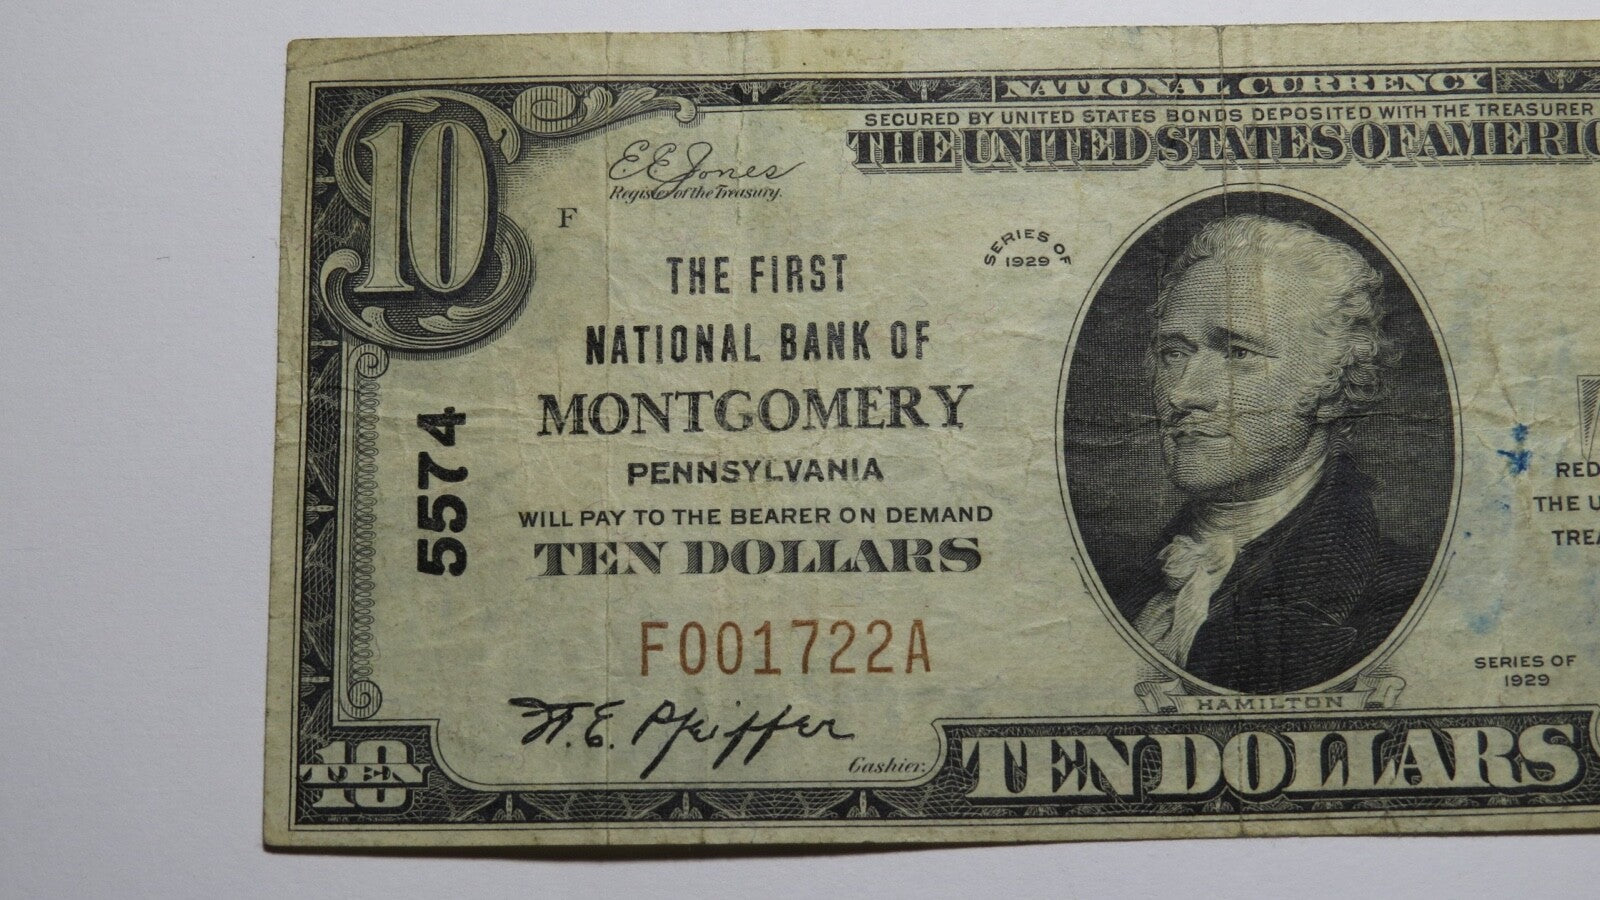 NATIONAL CURRENCY
SECURED BY UNITED STATES BONDS DEPOSITED WITH THE TREASURER
THE UNITED STATES OF AMERIC
10
E E Jones
Register of the Treasury.
F
SERIES OF
1929
THE FIRST
NATIONAL BANK OF
MONTGOMERY
PENNSYLVANIA
WILL PAY TO THE BEARER ON DEMAND
TEN DOLLARS
5574
F001722A
RED
THE U
TREA
SERIES OF
1929
HAMILTON
H. E. Pfeiffer
Cashier.
10
TEN
TEN DOLLARS